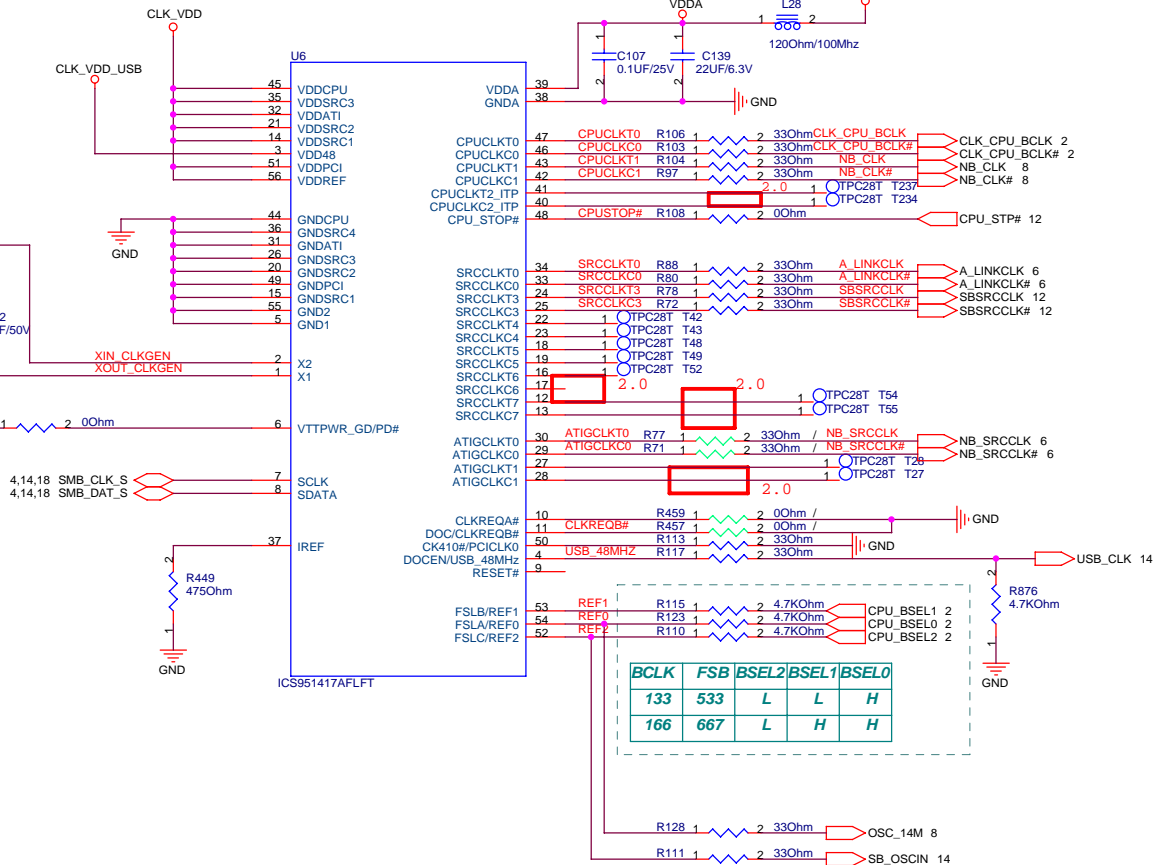 CLK_VDD
VDDA
L28
1 2
120Ohm/100Mhz
CLK_VDD_USB
U6
1 C107 0.1UF/25V 2
1 C139 22UF/6.3V 2
GND
45 VDDCPU
35 VDDSRC3
32 VDDATI
21 VDDSRC2
14 VDDSRC1
3 VDD48
51 VDDPCI
56 VDDREF
44 GNDCPU
36 GNDSRC4
31 GNDATI
26 GNDSRC3
20 GNDSRC2
49 GNDPCI
15 GNDSRC1
55 GND2
5 GND1
GND
2
F/50V
XIN_CLKGEN 2 X2
XOUT_CLKGEN 1 X1
1 2 0Ohm 6 VTTPWR_GD/PD#
4,14,18 SMB_CLK_S 7 SCLK
4,14,18 SMB_DAT_S 8 SDATA
37 IREF
2 R449 475Ohm 1
GND
VDDA 39
GNDA 38
CPUCLKT0 47 CPUCLKT0 R106 1 2 33Ohm CLK_CPU_BCLK CLK_CPU_BCLK 2
CPUCLKC0 46 CPUCLKC0 R103 1 2 33Ohm CLK_CPU_BCLK# CLK_CPU_BCLK# 2
CPUCLKT1 43 CPUCLKT1 R104 1 2 33Ohm NB_CLK NB_CLK 8
CPUCLKC1 42 CPUCLKC1 R97 1 2 33Ohm NB_CLK# NB_CLK# 8
CPUCLKT2_ITP 41 2.0 1 TPC28T T237
CPUCLKC2_ITP 40 1 TPC28T T234
CPU_STOP# 48 CPUSTOP# R108 1 2 0Ohm CPU_STP# 12
SRCCLKT0 34 SRCCLKT0 R88 1 2 33Ohm A_LINKCLK A_LINKCLK 6
SRCCLKC0 33 SRCCLKC0 R80 1 2 33Ohm A_LINKCLK# A_LINKCLK# 6
SRCCLKT3 24 SRCCLKT3 R78 1 2 33Ohm SBSRCCLK SBSRCCLK 12
SRCCLKC3 25 SRCCLKC3 R72 1 2 33Ohm SBSRCCLK# SBSRCCLK# 12
SRCCLKT4 22 1 TPC28T T42
SRCCLKC4 23 1 TPC28T T43
SRCCLKT5 18 1 TPC28T T48
SRCCLKC5 19 1 TPC28T T49
SRCCLKT6 16 1 TPC28T T52
SRCCLKC6 17 2.0 2.0
SRCCLKT7 12 1 TPC28T T54
SRCCLKC7 13 1 TPC28T T55
ATIGCLKT0 30 ATIGCLKT0 R77 1 2 33Ohm / NB_SRCCLK NB_SRCCLK 6
ATIGCLKC0 29 ATIGCLKC0 R71 1 2 33Ohm / NB_SRCCLK# NB_SRCCLK# 6
ATIGCLKT1 27 1 TPC28T T28
ATIGCLKC1 28 1 TPC28T T27
2.0
CLKREQA# 10 R459 1 2 0Ohm / GND
DOC/CLKREQB# 11 CLKREQB# R457 1 2 0Ohm /
CK410#/PCICLK0 50 R113 1 2 33Ohm GND
DOCEN/USB_48MHZ 4 USB_48MHZ R117 1 2 33Ohm USB_CLK 14
RESET# 9
2 R876 4.7KOhm 1
GND
FSLB/REF1 53 REF1 R115 1 2 4.7KOhm CPU_BSEL1 2
FSLA/REF0 54 REF0 R123 1 2 4.7KOhm CPU_BSEL0 2
FSLC/REF2 52 REF2 R110 1 2 4.7KOhm CPU_BSEL2 2
ICS951417AFLFT
BCLK FSB BSEL2 BSEL1 BSEL0
133 533 L L H
166 667 L H H
R128 1 2 33Ohm OSC_14M 8
R111 1 2 33Ohm SB_OSCIN 14